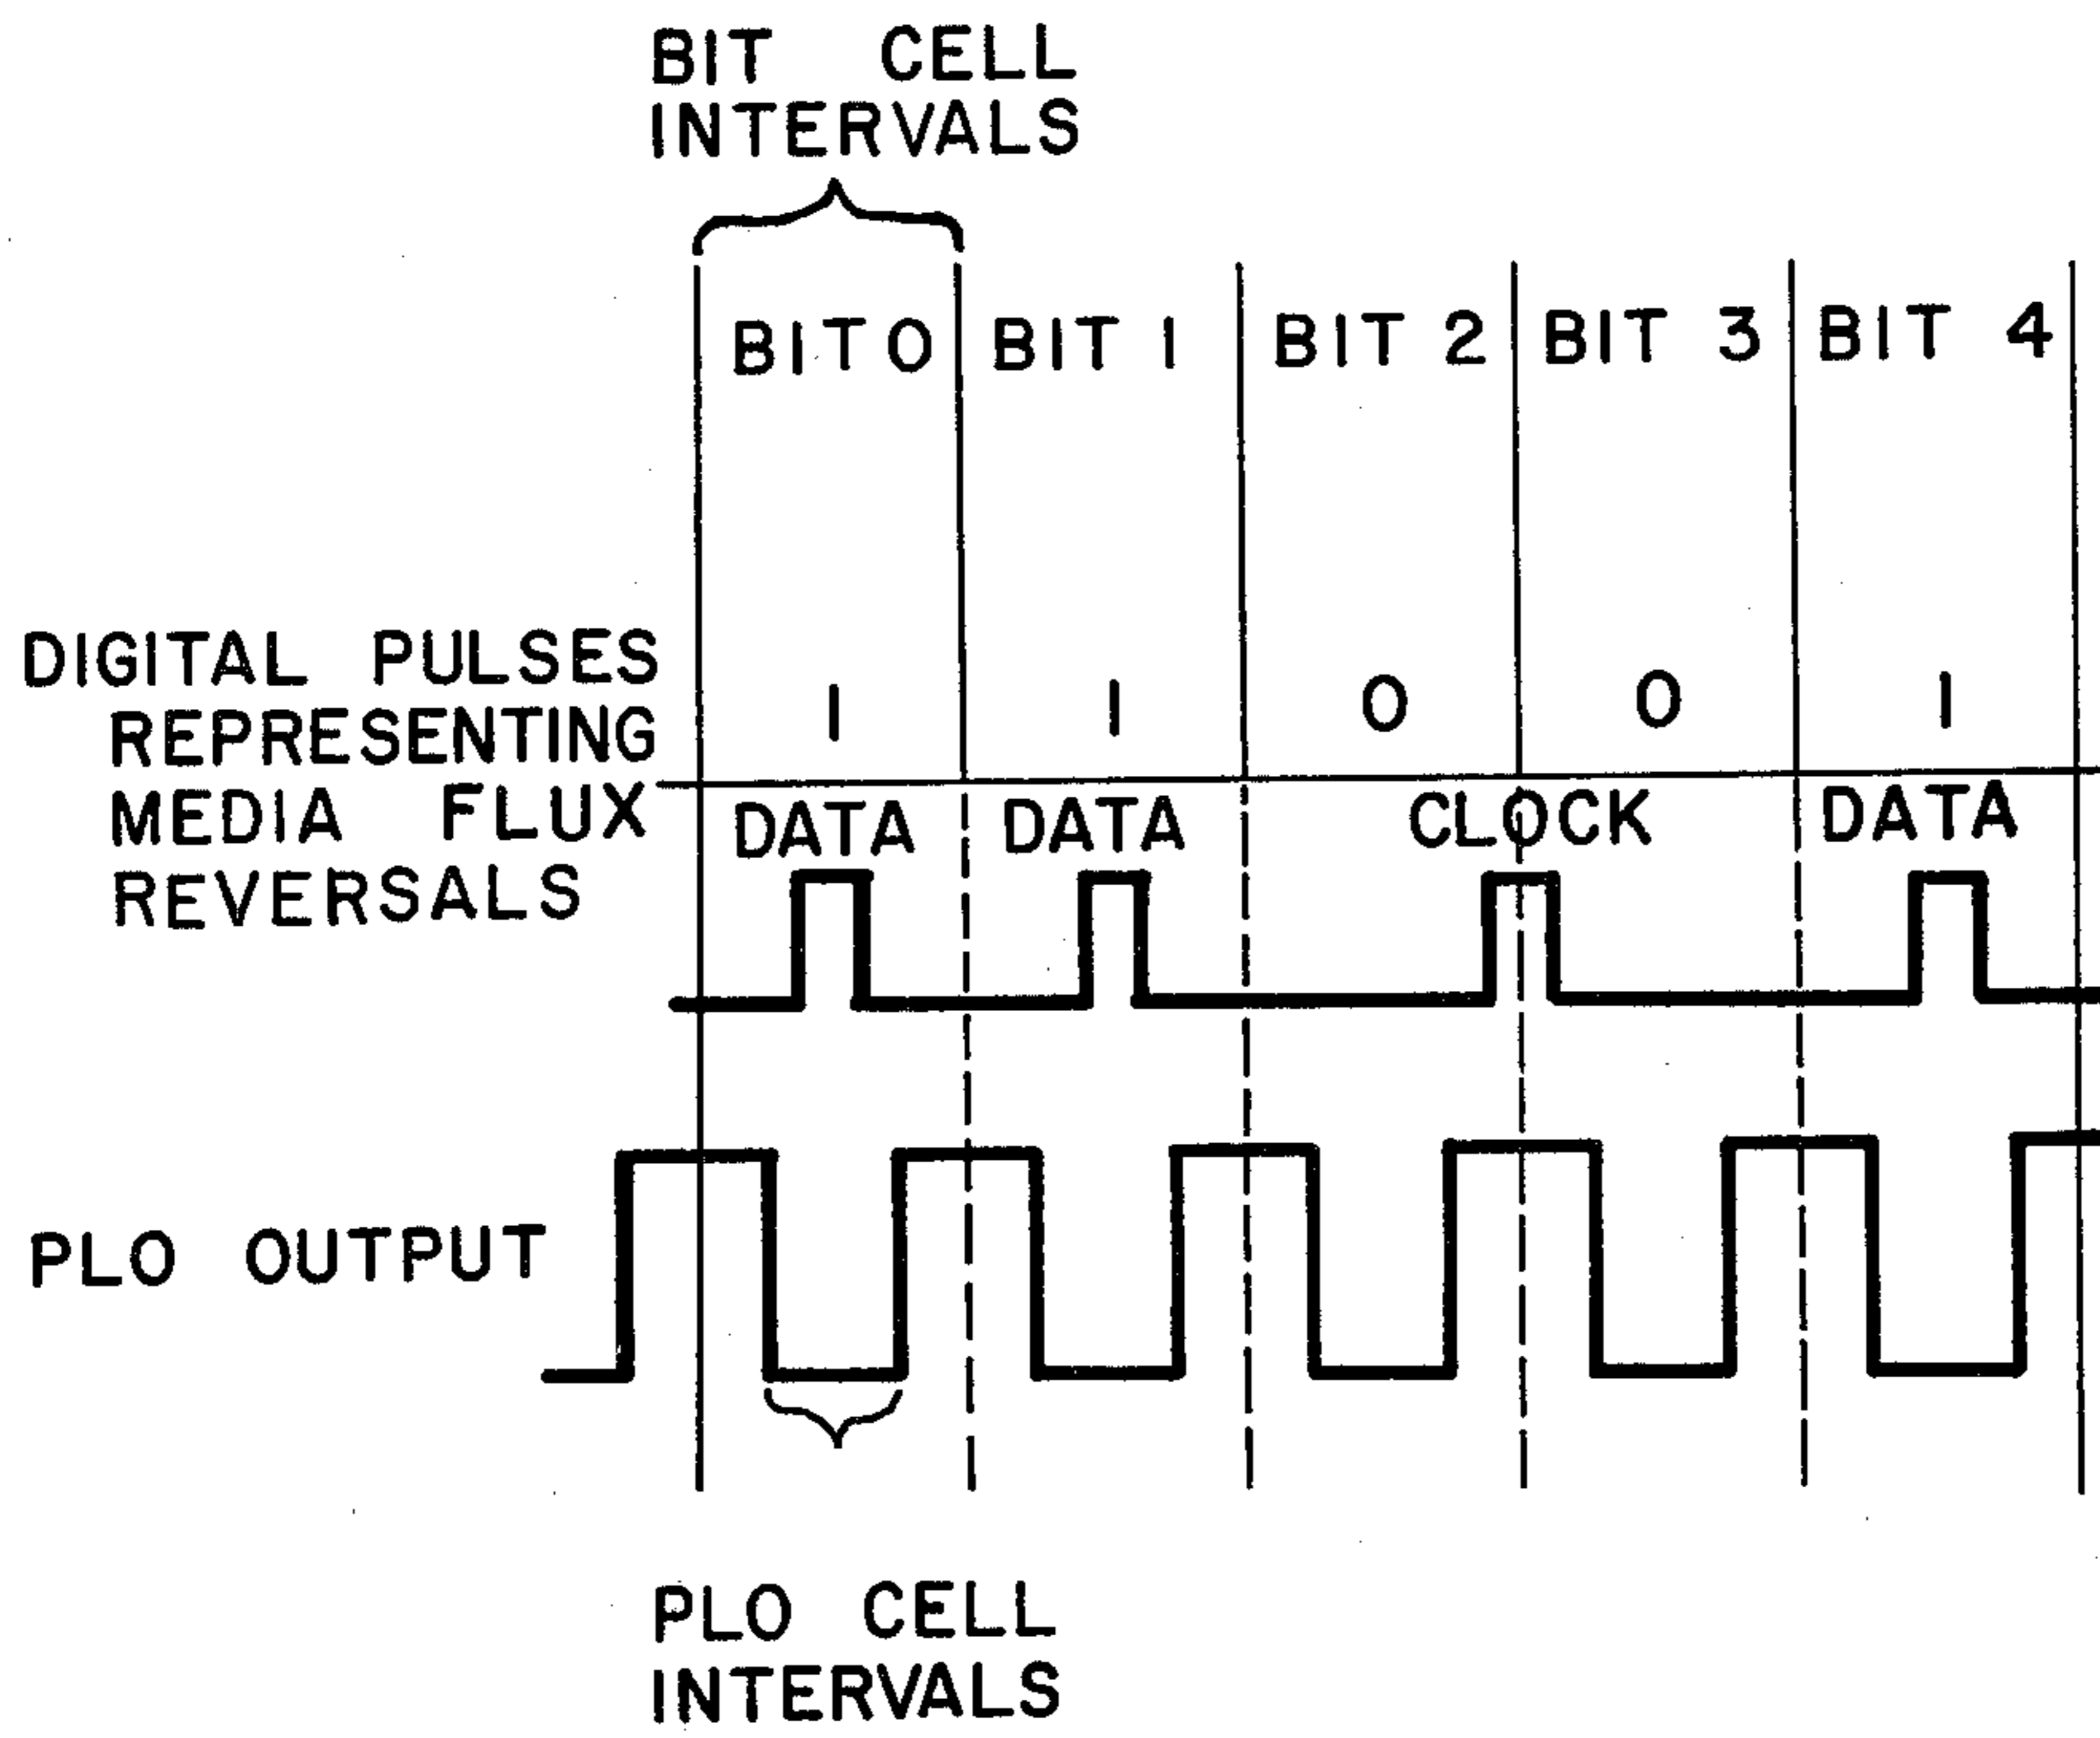 BIT CELL
INTERVALS
BIT 0 BIT 1 BIT 2 BIT 3 BIT 4
DIGITAL PULSES
REPRESENTING
MEDIA FLUX
REVERSALS
1 1 0 0 1
DATA DATA CLOCK DATA
PLO OUTPUT
PLO CELL
INTERVALS